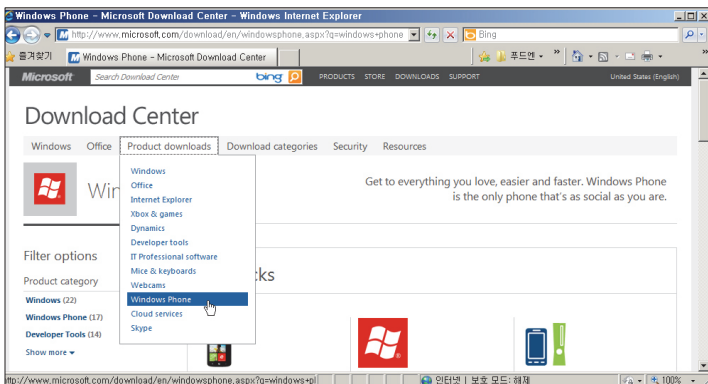 Windows Phone - Microsoft Download Center - Windows Internet Explorer
http://www.microsoft.com/download/en/windowsphone.aspx?q=windows+phone
Bing
즐겨찾기
Windows Phone - Microsoft Download Center
푸드엔
Microsoft
Search Download Center
bing
PRODUCTS STORE DOWNLOADS SUPPORT
United States (English)
Download Center
Windows Office Product downloads Download categories Security Resources
Windows
Office
Internet Explorer
Xbox & games
Dynamics
Developer tools
IT Professional software
Mice & keyboards
Webcams
Windows Phone
Cloud services
Skype
Win
Get to everything you love, easier and faster. Windows Phone
is the only phone that's as social as you are.
Filter options
Product category
Windows (22)
Windows Phone (17)
Developer Tools (14)
Show more
cks
http://www.microsoft.com/download/en/windowsphone.aspx?q=windows+pl
인터넷 | 보호 모드: 해제
100%